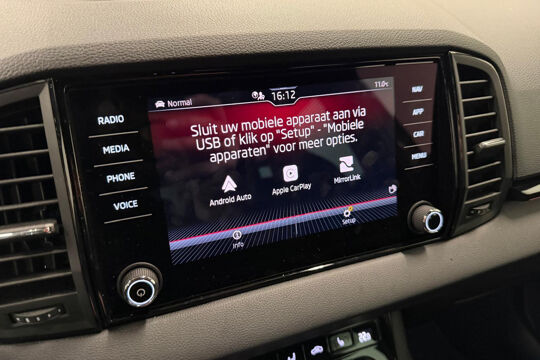 Normal
16:12
11.0°C
RADIO
MEDIA
PHONE
VOICE
Sluit uw mobiele apparaat aan via
USB of klik op "Setup" - "Mobiele
apparaten" voor meer opties.
Android Auto
Apple CarPlay
MirrorLink
Info
Setup
NAV
APP
CAR
MENU